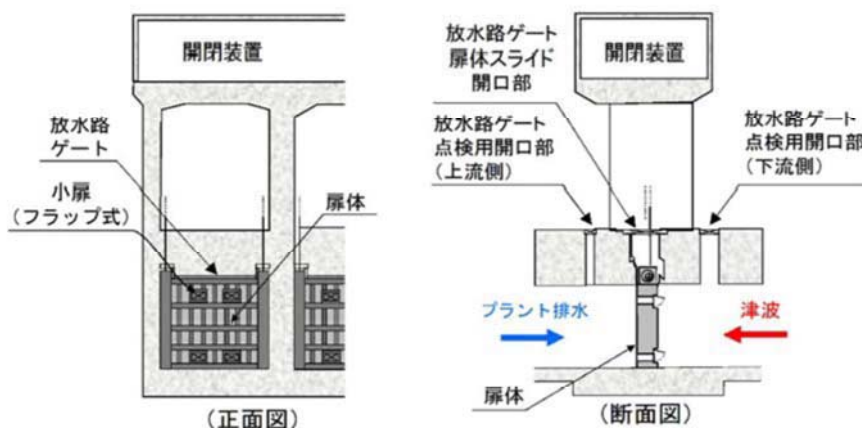 開閉装置
放水路
ゲート
小扉
(フラップ式)
扉体
(正面図)
放水路ゲート
扉体スライド
開口部
開閉装置
放水路ゲート
点検用開口部
(上流側)
放水路ゲート
点検用開口部
(下流側)
プラント排水
津波
扉体
(断面図)